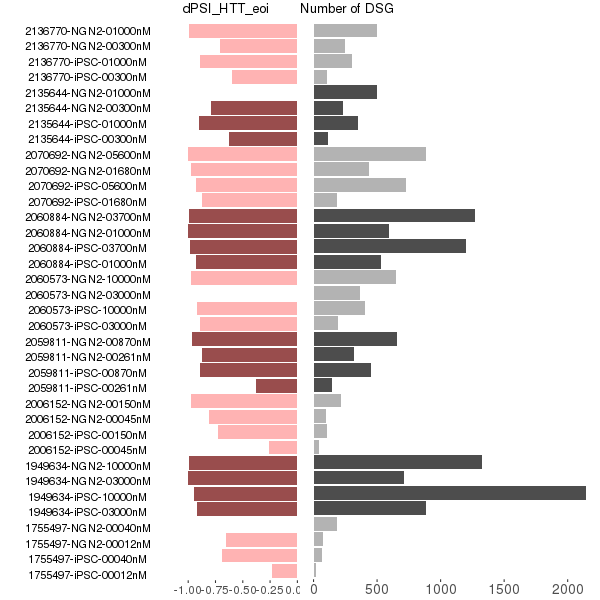 dPSI_HTT_eoi Number of DSG
2136770-NGN2-01000nM
2136770-NGN2-00300nM
2136770-iPSC-01000nM
2136770-iPSC-00300nM
2135644-NGN2-01000nM
2135644-NGN2-00300nM
2135644-iPSC-01000nM
2135644-iPSC-00300nM
2070692-NGN2-05600nM
2070692-NGN2-01680nM
2070692-iPSC-05600nM
2070692-iPSC-01680nM
2060884-NGN2-03700nM
2060884-NGN2-01000nM
2060884-iPSC-03700nM
2060884-iPSC-01000nM
2060573-NGN2-10000nM
2060573-NGN2-03000nM
2060573-iPSC-10000nM
2060573-iPSC-03000nM
2059811-NGN2-00870nM
2059811-NGN2-00261nM
2059811-iPSC-00870nM
2059811-iPSC-00261nM
2006152-NGN2-00150nM
2006152-NGN2-00045nM
2006152-iPSC-00150nM
2006152-iPSC-00045nM
1949634-NGN2-10000nM
1949634-NGN2-03000nM
1949634-iPSC-10000nM
1949634-iPSC-03000nM
1755497-NGN2-00040nM
1755497-NGN2-00012nM
1755497-iPSC-00040nM
1755497-iPSC-00012nM
-1.00 -0.75 -0.50 -0.25 0.0 0 500 1000 1500 2000